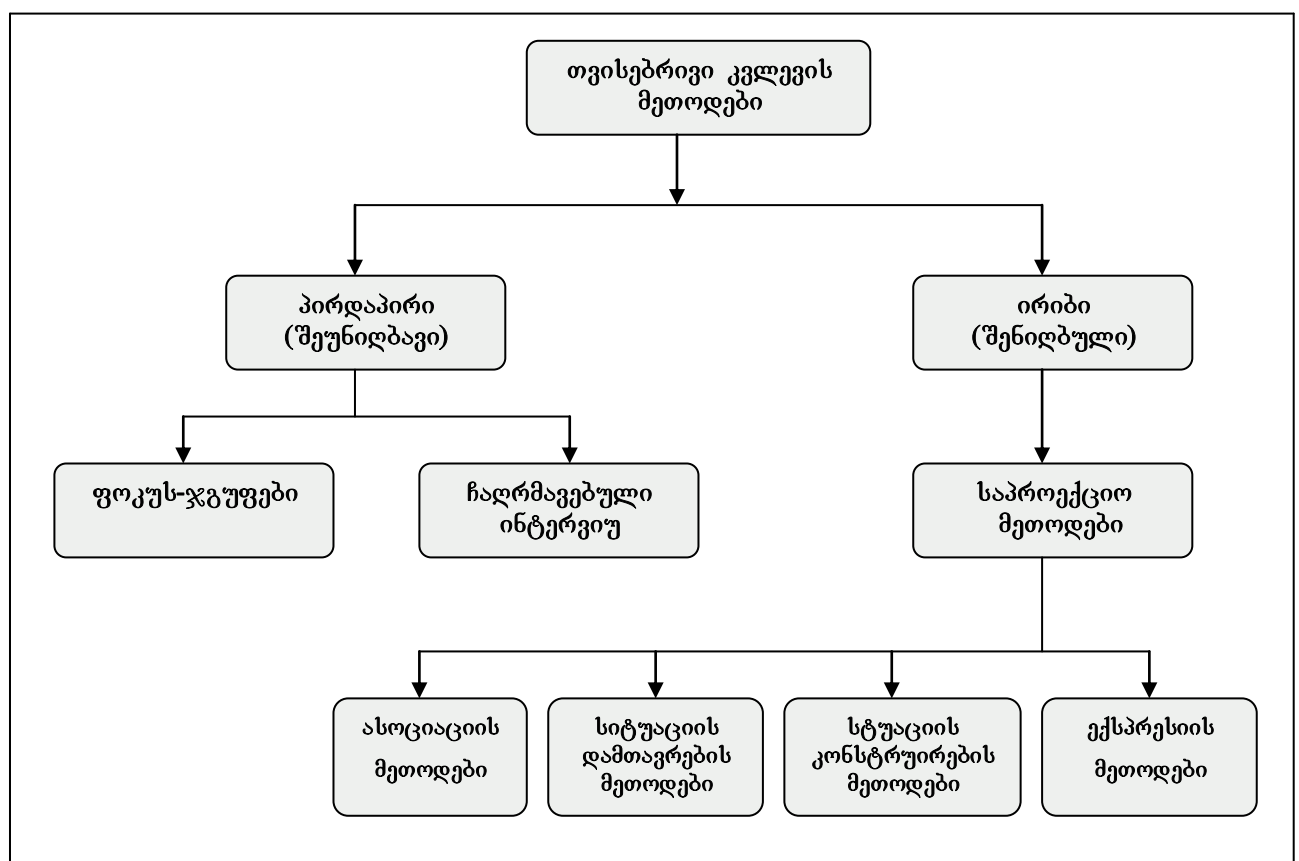 თვისებრივი კვლევის
მეთოდები
პირდაპირი
(შეუნიღბავი)
ირიბი
(შენიღბული)
ფოკუს-ჯგუფები
ჩაღრმავებული
ინტერვიუ
საპროექციო
მეთოდები
ასოციაციის
მეთოდები
სიტუაციის
დამთავრების
მეთოდები
სტუაციის
კონსტრუირების
მეთოდები
ექსპრესიის
მეთოდები